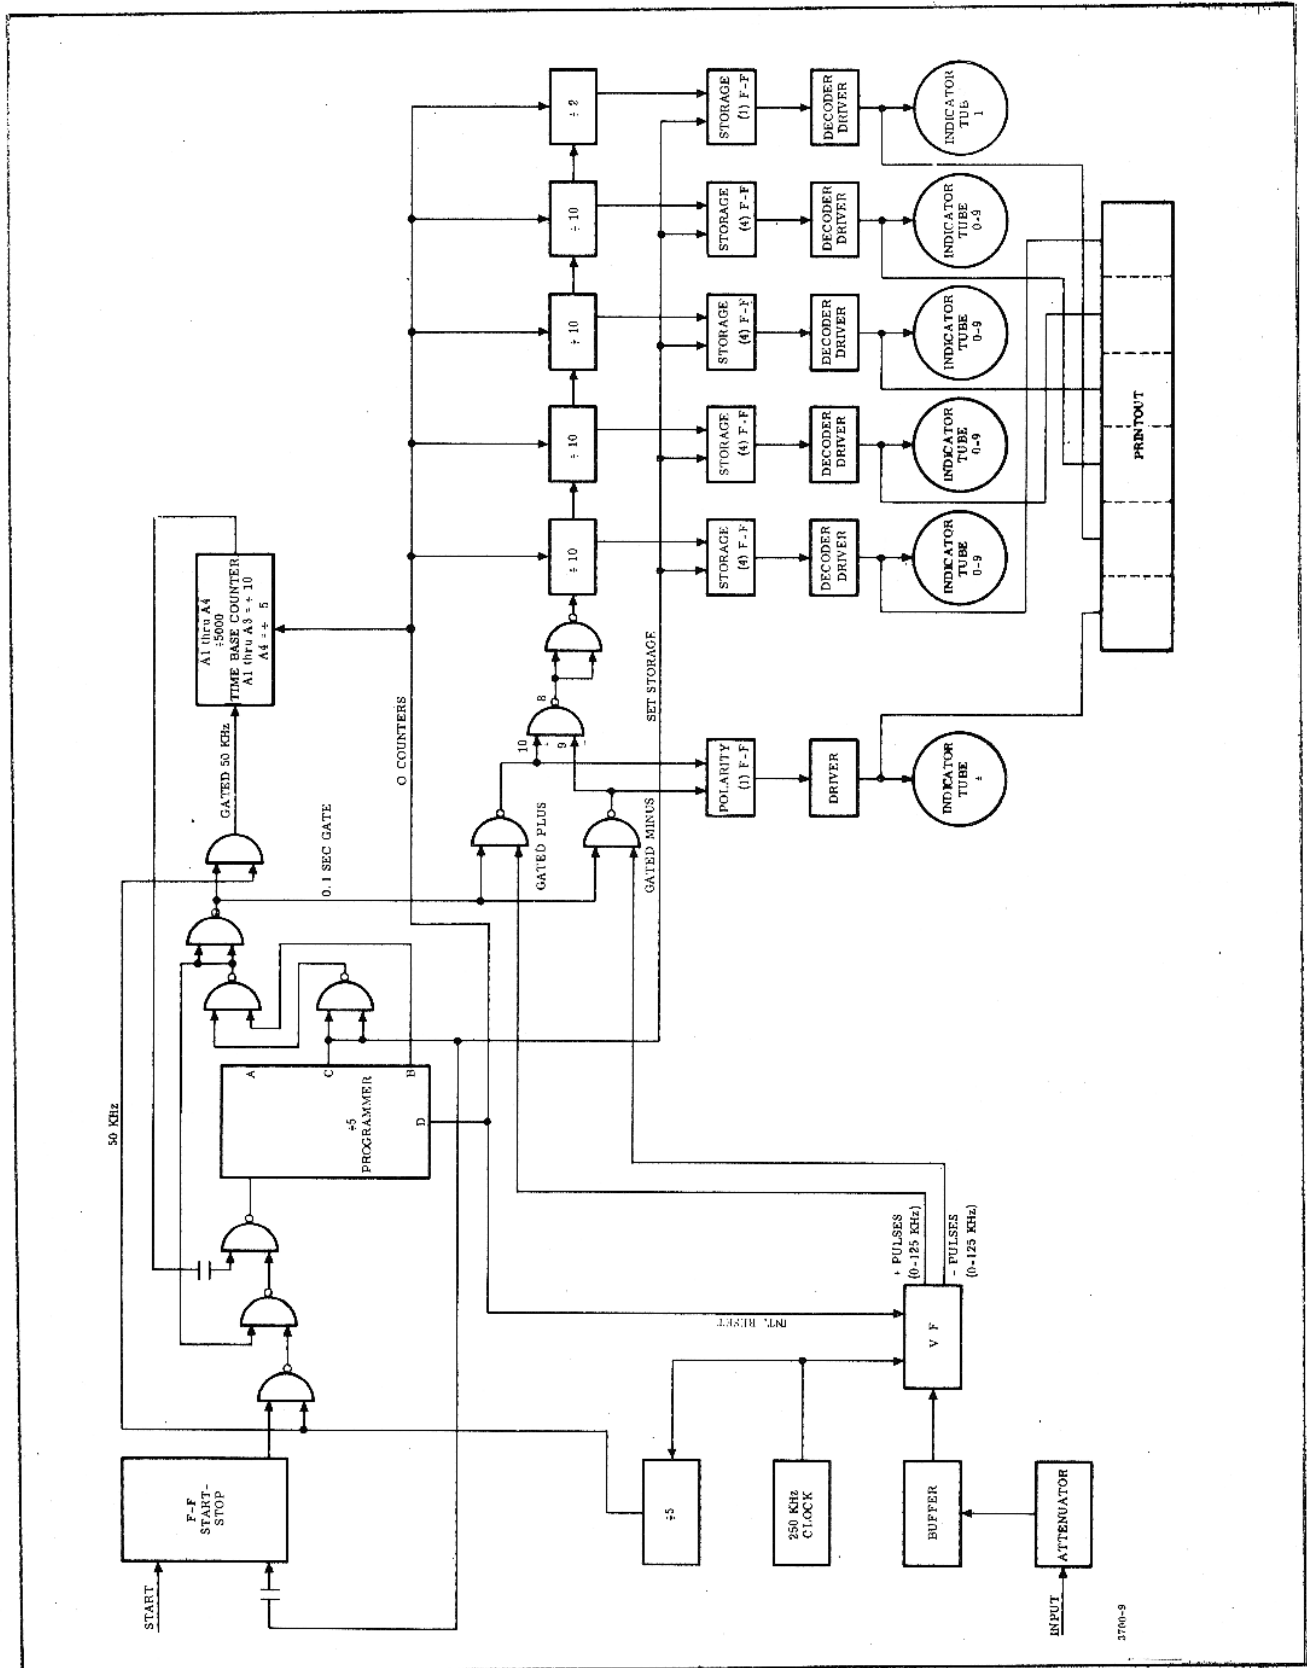 A1 thru A4
÷5000
TIME BASE COUNTER
A1 thru A3 = ÷ 10
A4 = ÷ 5
GATED 50 KHz
50 KHz
0.1 SEC GATE
O COUNTERS
÷ 10
÷ 10
÷ 10
÷ 10
÷ 2
F-F
START-
STOP
START
÷5
PROGRAMMER
A
C
B
D
GATED PLUS
GATED MINUS
10
9
8
SET STORAGE
POLARITY
(1) F-F
STORAGE
(4) F-F
STORAGE
(4) F-F
STORAGE
(4) F-F
STORAGE
(4) F-F
STORAGE
(1) F-F
DRIVER
DECODER
DRIVER
DECODER
DRIVER
DECODER
DRIVER
DECODER
DRIVER
DECODER
DRIVER
INDICATOR
TUBE
±
INDICATOR
TUBE
0-9
INDICATOR
TUBE
0-9
INDICATOR
TUBE
0-9
INDICATOR
TUBE
0-9
INDICATOR
TUB
1
PRINTOUT
÷5
250 KHz
CLOCK
INT. RESET
V F
+ PULSES
(0-125 KHz)
- PULSES
(0-125 KHz)
BUFFER
ATTENUATOR
INPUT
3700-9